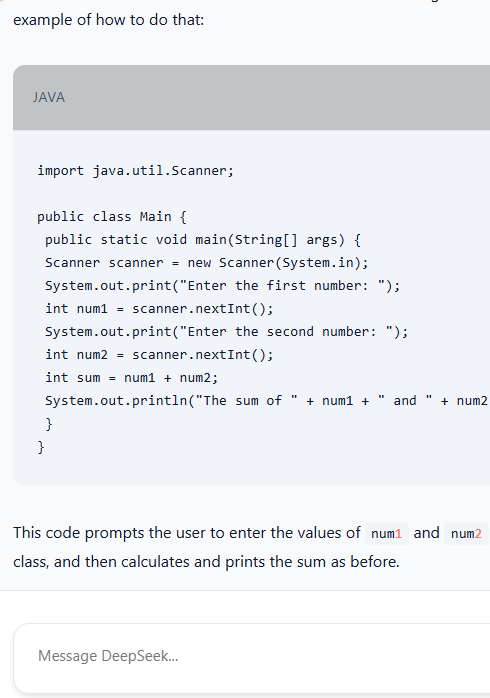 example of how to do that:
JAVA
import java.util.Scanner;
public class Main {
public static void main(String[] args) {
Scanner scanner = new Scanner(System.in);
System.out.print("Enter the first number: ");
int num1 = scanner.nextInt();
System.out.print("Enter the second number: ");
int num2 = scanner.nextInt();
int sum = num1 + num2;
System.out.println("The sum of " + num1 + " and " + num2
}
}
This code prompts the user to enter the values of num1 and num2
class, and then calculates and prints the sum as before.
Message DeepSeek...